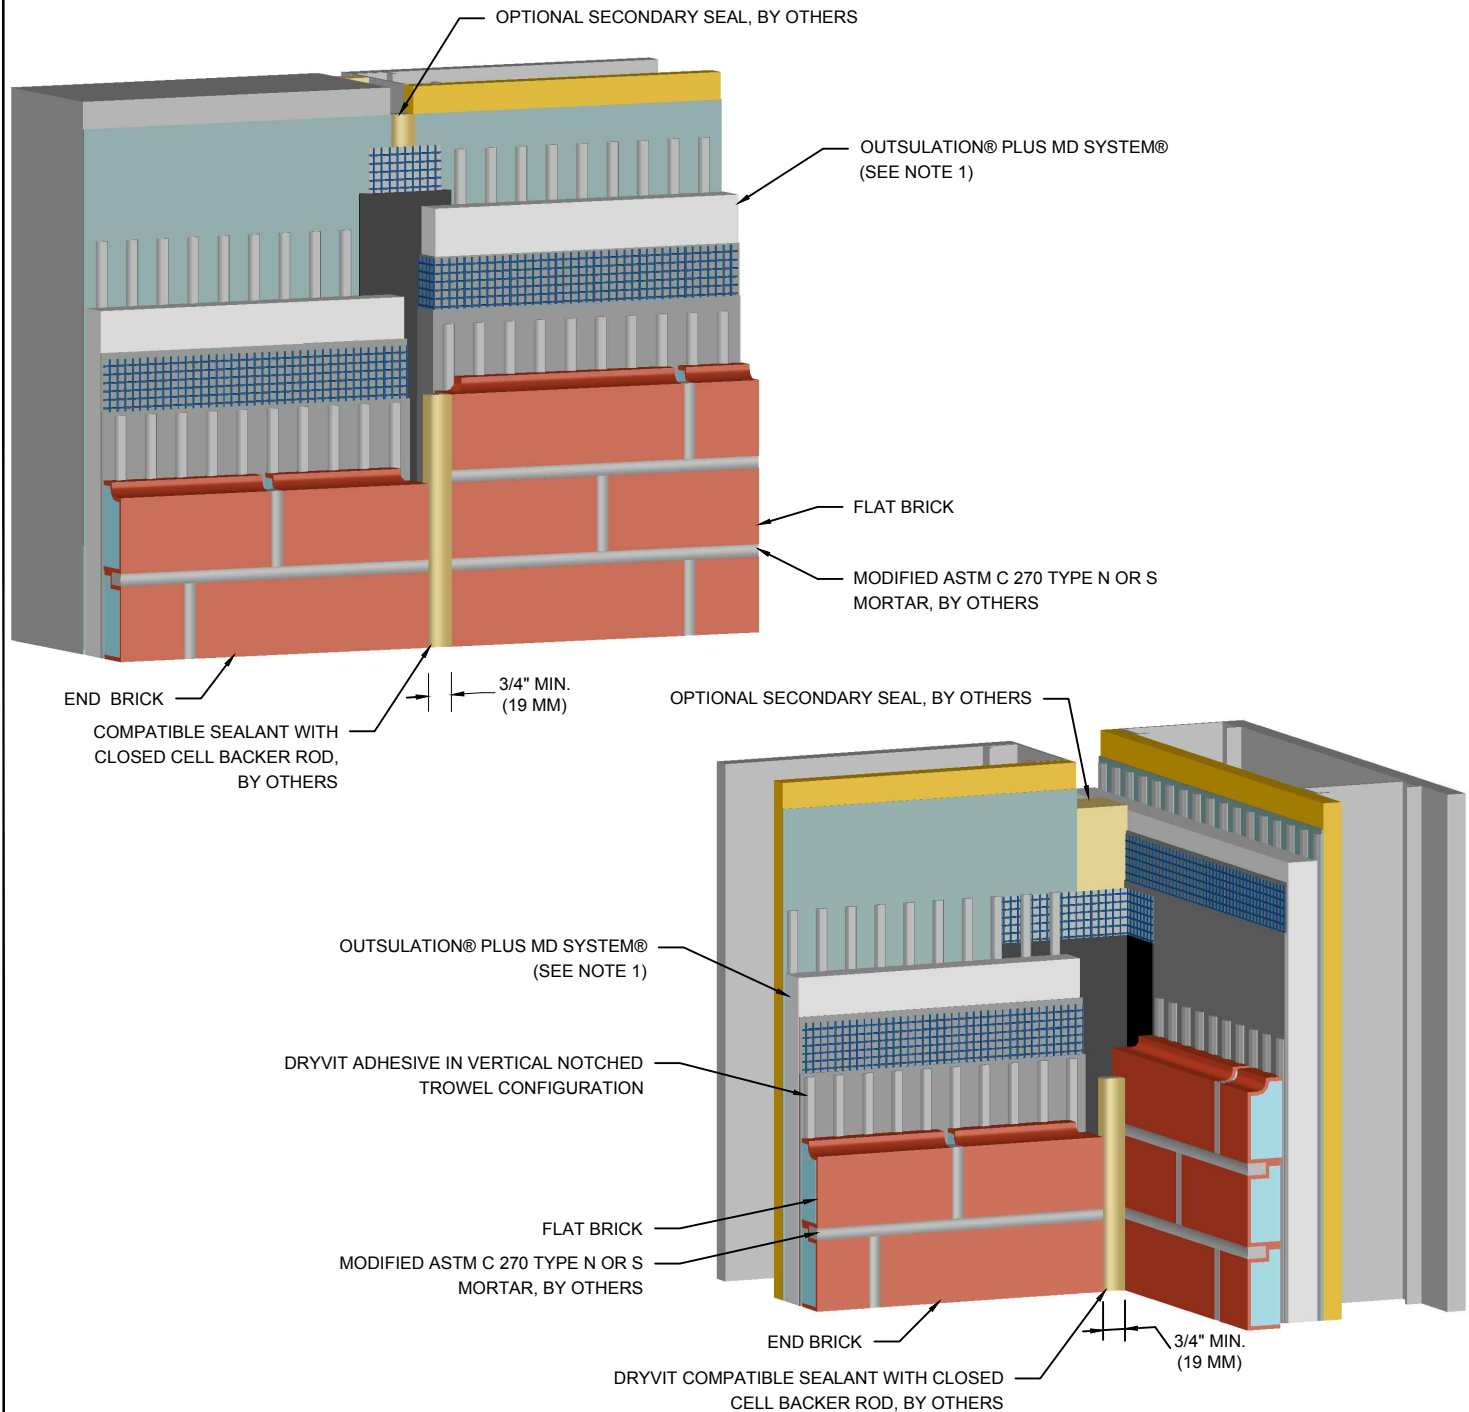 OPTIONAL SECONDARY SEAL, BY OTHERS
OUTSULATION® PLUS MD SYSTEM®
(SEE NOTE 1)
FLAT BRICK
MODIFIED ASTM C 270 TYPE N OR S
MORTAR, BY OTHERS
END BRICK
3/4" MIN.
(19 MM)
COMPATIBLE SEALANT WITH
CLOSED CELL BACKER ROD,
BY OTHERS
OPTIONAL SECONDARY SEAL, BY OTHERS
OUTSULATION® PLUS MD SYSTEM®
(SEE NOTE 1)
DRYVIT ADHESIVE IN VERTICAL NOTCHED
TROWEL CONFIGURATION
FLAT BRICK
MODIFIED ASTM C 270 TYPE N OR S
MORTAR, BY OTHERS
END BRICK
3/4" MIN.
(19 MM)
DRYVIT COMPATIBLE SEALANT WITH CLOSED
CELL BACKER ROD, BY OTHERS